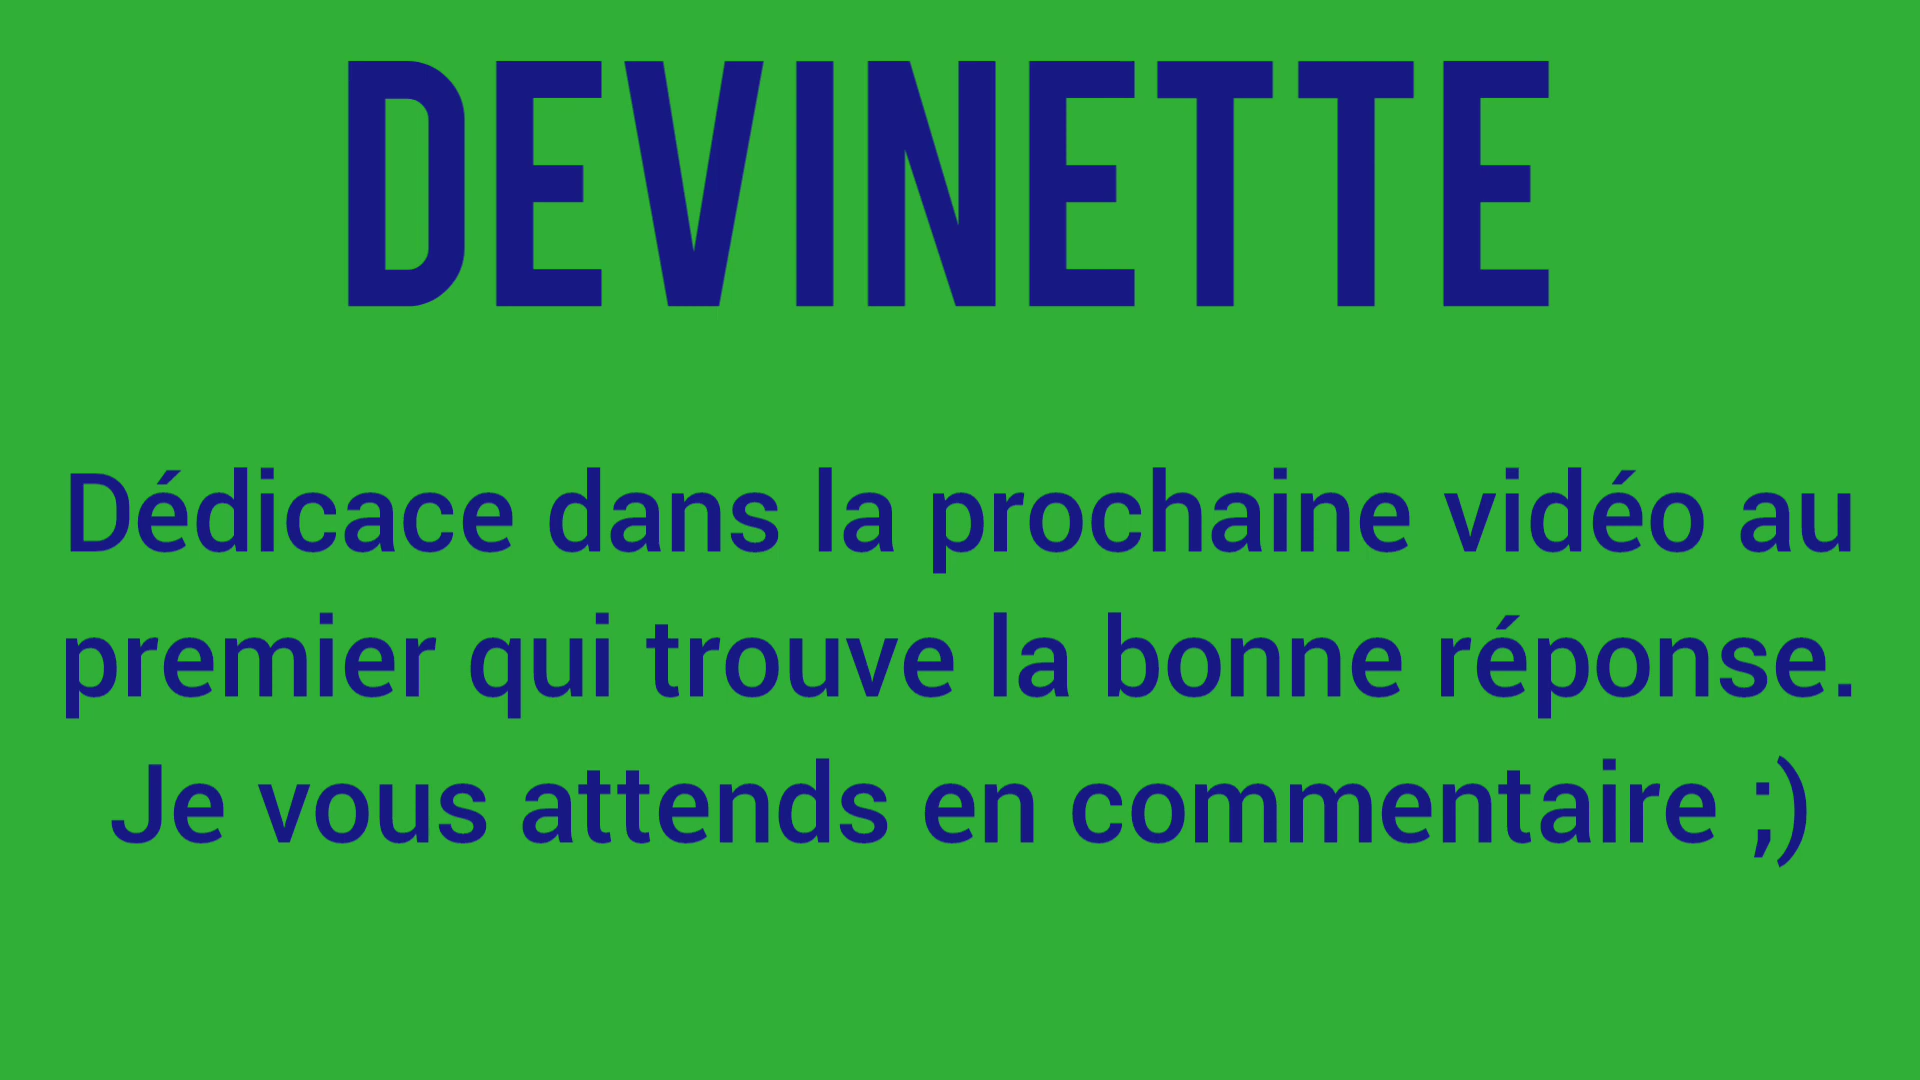 DEVINETTE
Dédicace dans la prochaine vidéo au
premier qui trouve la bonne réponse.
Je vous attends en commentaire ;)